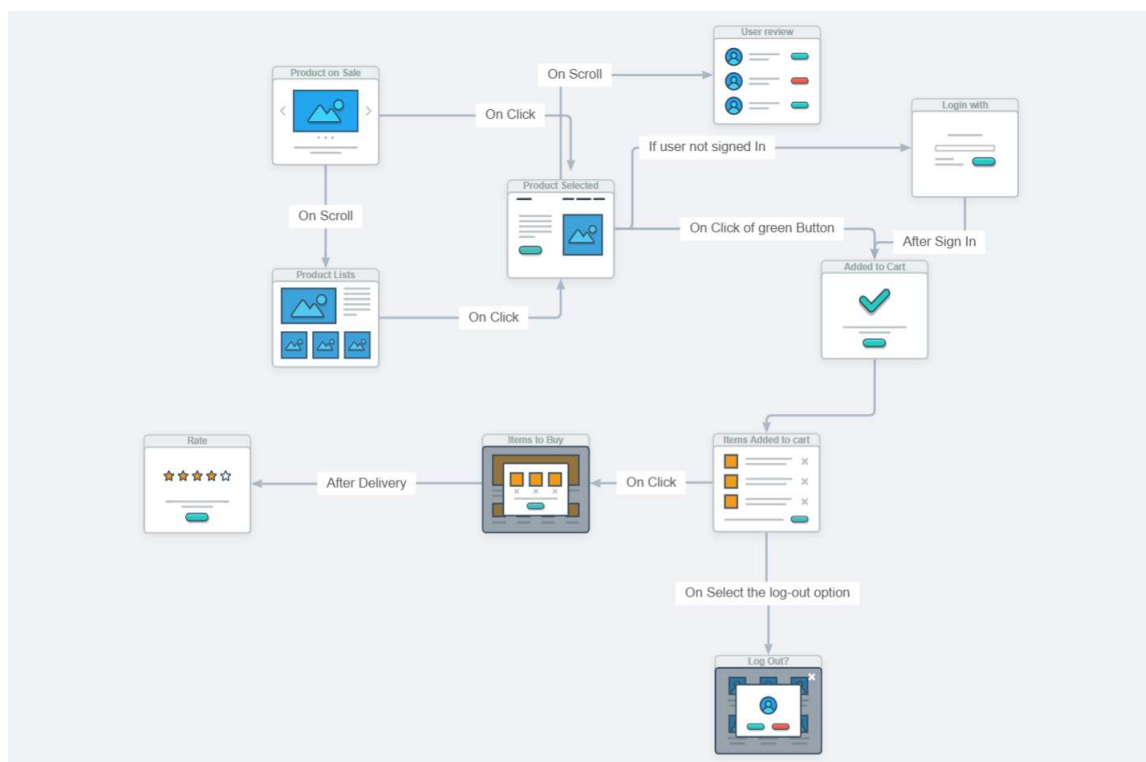 User review
Product on Sale
On Scroll
Login with
On Click
If user not signed In
Product Selected
On Scroll
On Click of green Button
After Sign In
Added to Cart
Product Lists
On Click
Rate
Items to Buy
Items Added to cart
After Delivery
On Click
On Select the log-out option
Log Out?